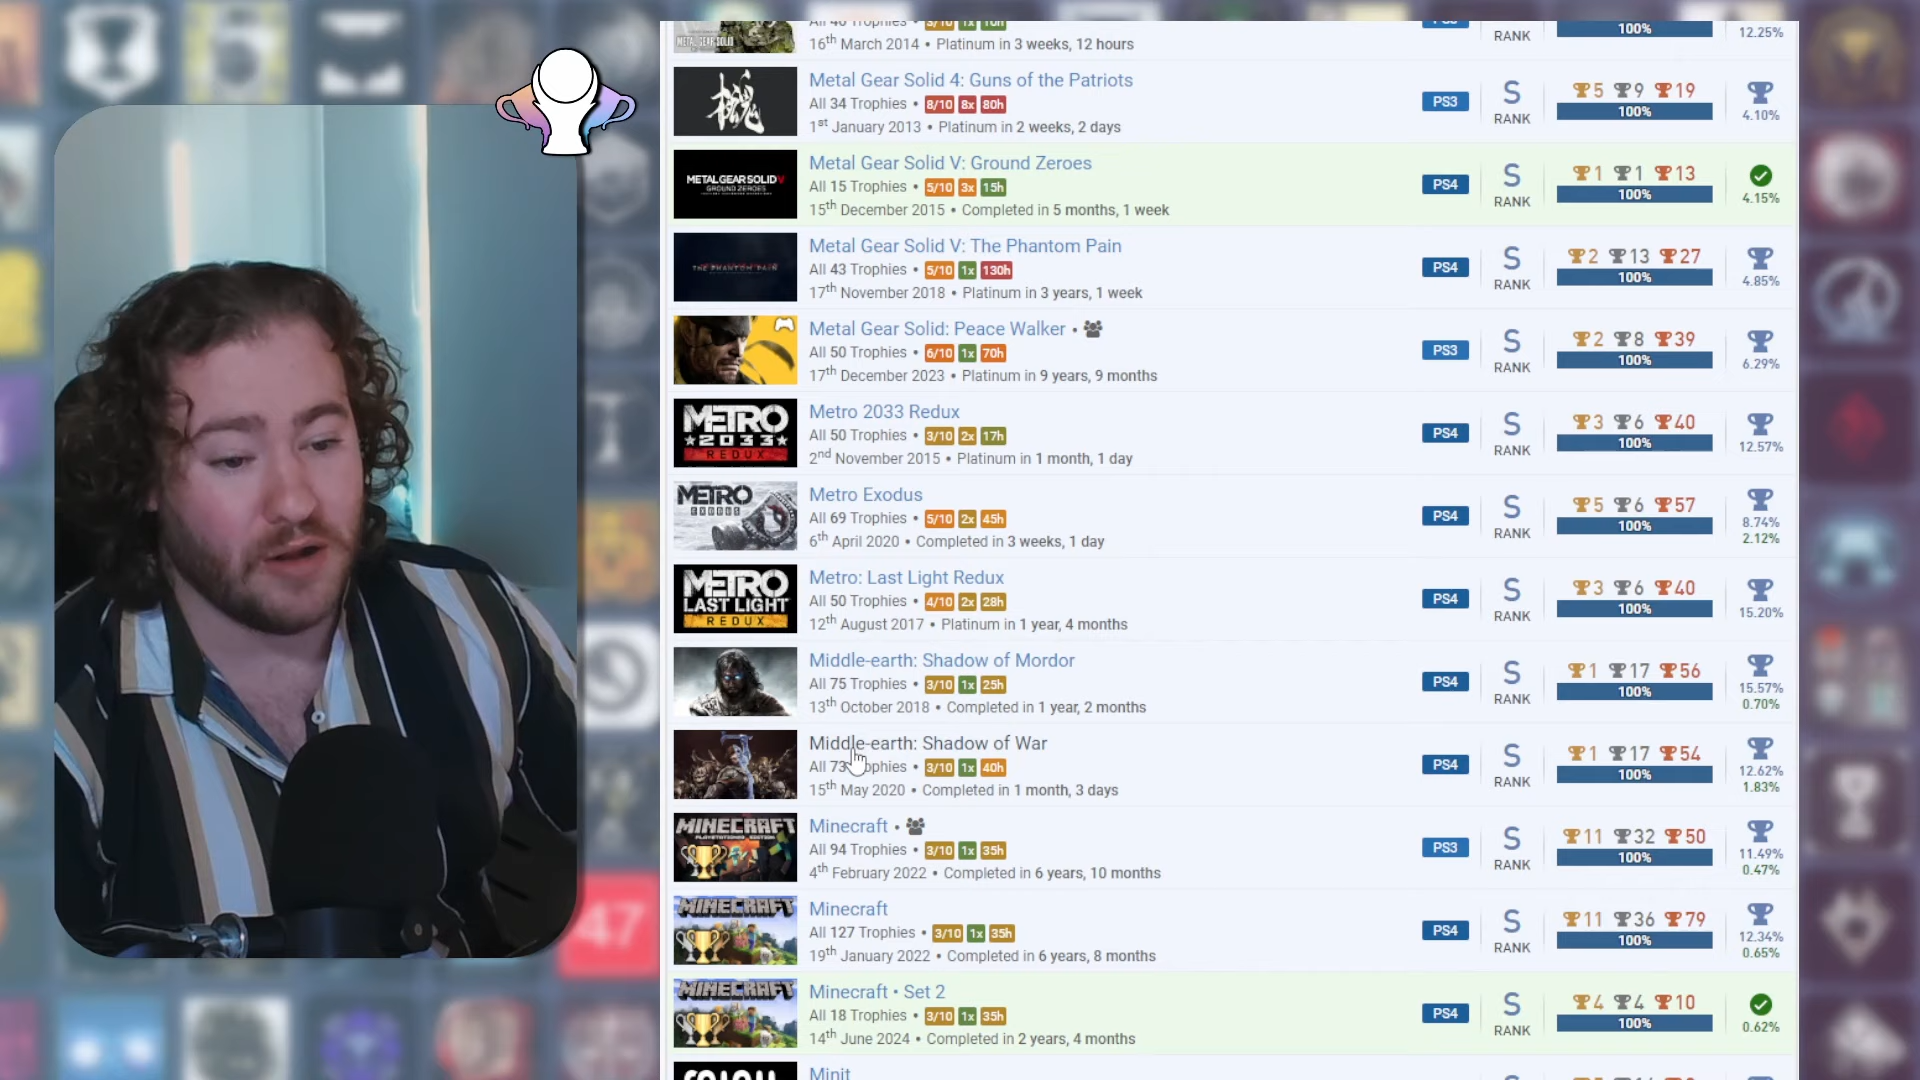 All 46 Trophies • 3/10 1x 10h
16th March 2014 • Platinum in 3 weeks, 12 hours
RANK
100%
12.25%
METAL GEAR SOLID
Metal Gear Solid 4: Guns of the Patriots
All 34 Trophies • 8/10 8x 80h
1st January 2013 • Platinum in 2 weeks, 2 days
PS3
S
RANK
5 9 19
100%
4.10%
METAL GEAR SOLID V
GROUND ZEROES
Metal Gear Solid V: Ground Zeroes
All 15 Trophies • 5/10 3x 15h
15th December 2015 • Completed in 5 months, 1 week
PS4
S
RANK
1 1 13
100%
4.15%
THE PHANTOM PAIN
Metal Gear Solid V: The Phantom Pain
All 43 Trophies • 5/10 1x 130h
17th November 2018 • Platinum in 3 years, 1 week
PS4
S
RANK
2 13 27
100%
4.85%
Metal Gear Solid: Peace Walker •
All 50 Trophies • 6/10 1x 70h
17th December 2023 • Platinum in 9 years, 9 months
PS3
S
RANK
2 8 39
100%
6.29%
METRO
2033
REDUX
Metro 2033 Redux
All 50 Trophies • 3/10 2x 17h
2nd November 2015 • Platinum in 1 month, 1 day
PS4
S
RANK
3 6 40
100%
12.57%
METRO
EXODUS
Metro Exodus
All 69 Trophies • 5/10 2x 45h
6th April 2020 • Completed in 3 weeks, 1 day
PS4
S
RANK
5 6 57
100%
8.74%
2.12%
METRO
LAST LIGHT
REDUX
Metro: Last Light Redux
All 50 Trophies • 4/10 2x 28h
12th August 2017 • Platinum in 1 year, 4 months
PS4
S
RANK
3 6 40
100%
15.20%
Middle-earth: Shadow of Mordor
All 75 Trophies • 3/10 1x 25h
13th October 2018 • Completed in 1 year, 2 months
PS4
S
RANK
1 17 56
100%
15.57%
0.70%
Middle-earth: Shadow of War
All 73 Trophies • 3/10 1x 40h
15th May 2020 • Completed in 1 month, 3 days
PS4
S
RANK
1 17 54
100%
12.62%
1.83%
MINECRAFT
Minecraft •
All 94 Trophies • 3/10 1x 35h
4th February 2022 • Completed in 6 years, 10 months
PS3
S
RANK
11 32 50
100%
11.49%
0.47%
MINECRAFT
Minecraft
All 127 Trophies • 3/10 1x 35h
19th January 2022 • Completed in 6 years, 8 months
PS4
S
RANK
11 36 79
100%
12.34%
0.65%
MINECRAFT
Minecraft • Set 2
All 18 Trophies • 3/10 1x 35h
14th June 2024 • Completed in 2 years, 4 months
PS4
S
RANK
4 4 10
100%
0.62%
Minit
47